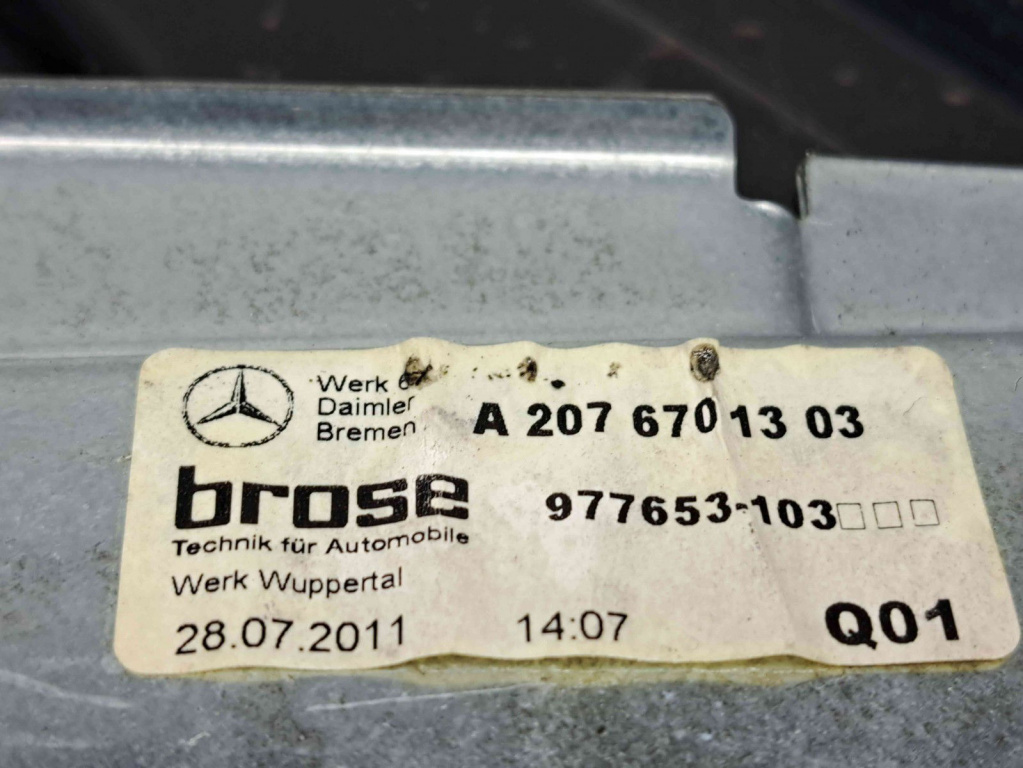 Werk 67
Daimler
Bremen
A 207 670 13 03
brose
977653-103□□□
Technik für Automobile
Werk Wuppertal
28.07.2011 14:07 Q01